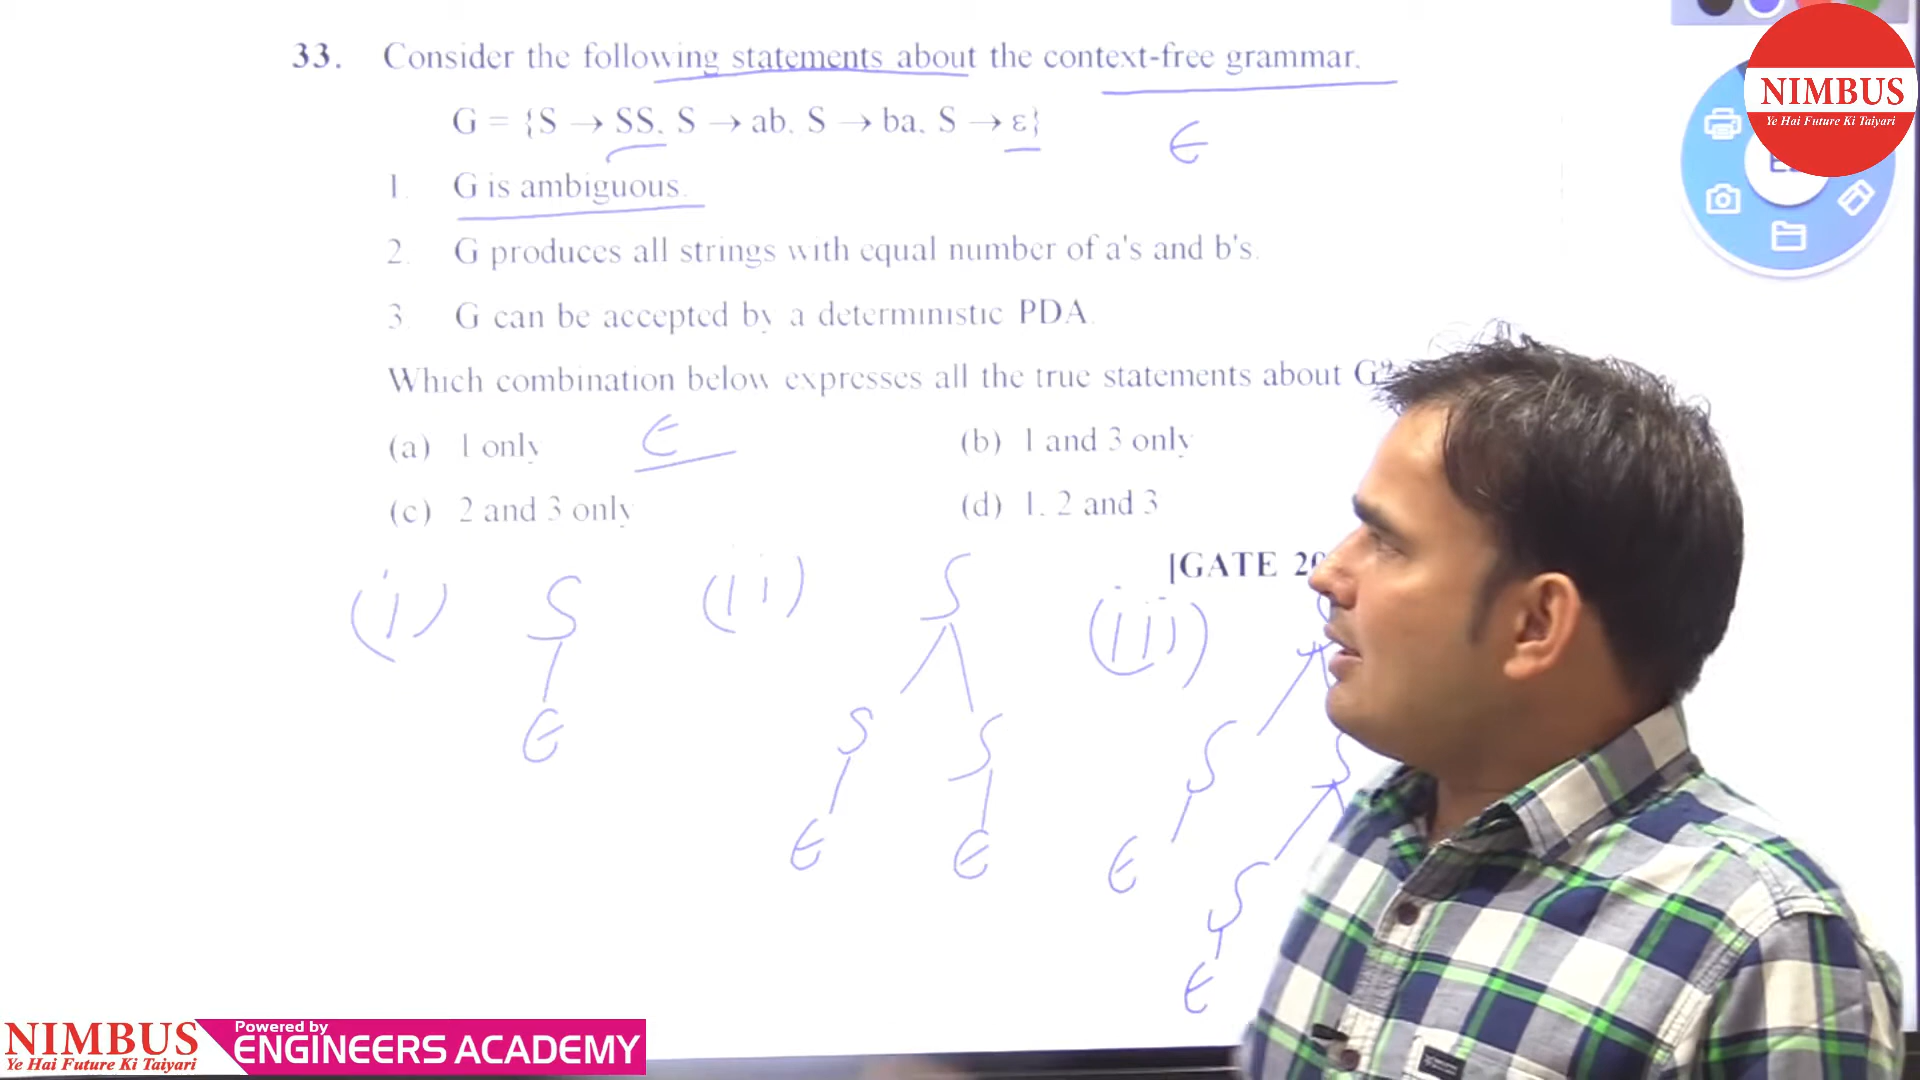 33. Consider the following statements about the context-free grammar.
G = {S → SS. S → ab. S → ba. S → ε}
∈
1. G is ambiguous.
2. G produces all strings with equal number of a's and b's.
3. G can be accepted by a deterministic PDA.
Which combination below expresses all the true statements about G?
(a) 1 only
∈
(b) 1 and 3 only
(c) 2 and 3 only
(d) 1. 2 and 3
[GATE
(i) S
∈
(ii) S
S S
∈ ∈
(iii)
S S
∈
S
∈
NIMBUS
Ye Hai Future Ki Taiyari
NIMBUS
Ye Hai Future Ki Taiyari
Powered by
ENGINEERS ACADEMY